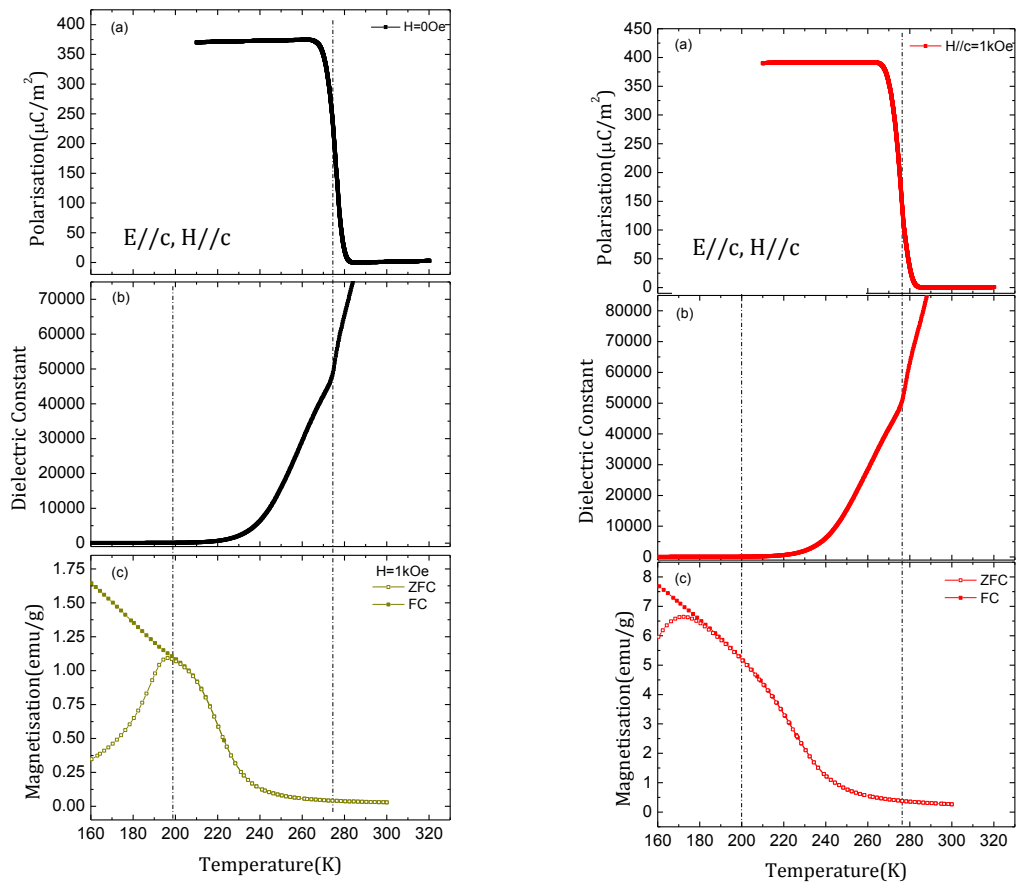 (a)
H=0Oe
400
350
300
250
200
150
100
50
0
Polarisation(μC/m²)
E//c, H//c
(b)
70000
60000
50000
40000
30000
20000
10000
0
Dielectric Constant
(c)
H=1kOe
ZFC
FC
1.75
1.50
1.25
1.00
0.75
0.50
0.25
0.00
Magnetisation(emu/g)
160 180 200 220 240 260 280 300 320
Temperature(K)
(a)
H//c=1kOe
450
400
350
300
250
200
150
100
50
0
Polarisation(μC/m²)
E//c, H//c
(b)
80000
70000
60000
50000
40000
30000
20000
10000
0
Dielectric Constant
(c)
ZFC
FC
8
7
6
5
4
3
2
1
0
Magnetisation(emu/g)
160 180 200 220 240 260 280 300 320
Temperature(K)